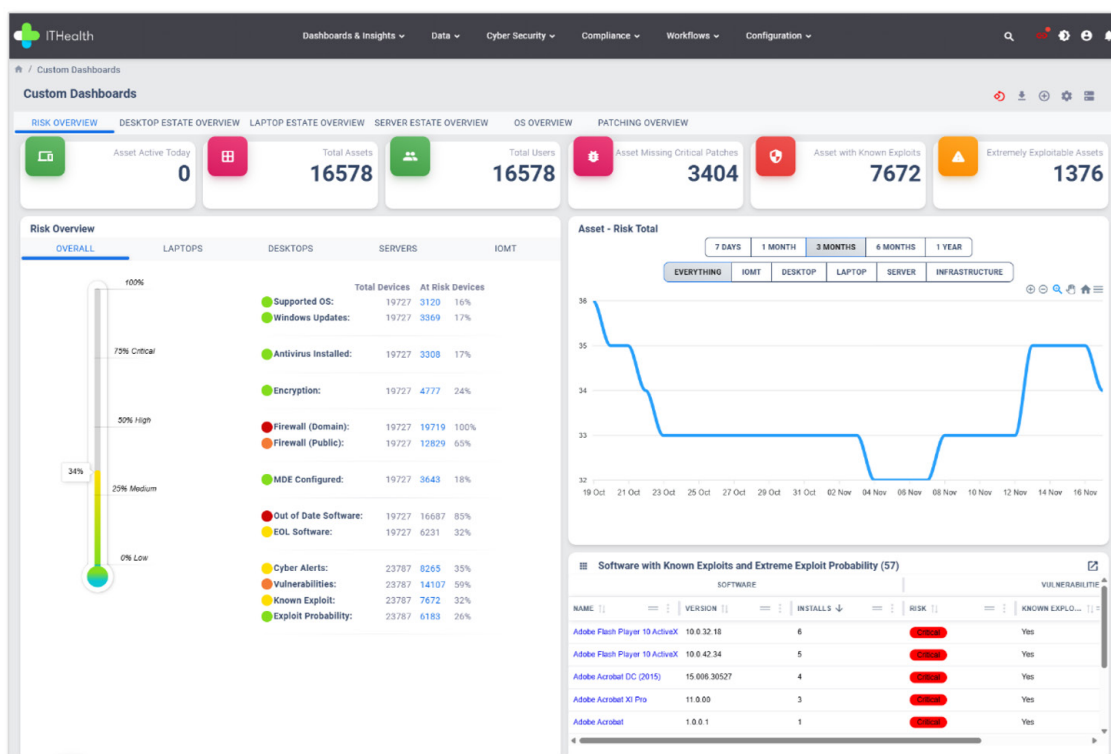 ITHealth
Dashboards & Insights
Data
Cyber Security
Compliance
Workflows
Configuration
/ Custom Dashboards
Custom Dashboards
RISK OVERVIEW
DESKTOP ESTATE OVERVIEW
LAPTOP ESTATE OVERVIEW
SERVER ESTATE OVERVIEW
OS OVERVIEW
PATCHING OVERVIEW
Asset Active Today
0
Total Assets
16578
Total Users
16578
Asset Missing Critical Patches
3404
Asset with Known Exploits
7672
Extremely Exploitable Assets
1376
Risk Overview
OVERALL
LAPTOPS
DESKTOPS
SERVERS
IOMT
100%
75% Critical
50% High
34%
25% Medium
0% Low
Total Devices At Risk Devices
Supported OS: 19727 3120 16%
Windows Updates: 19727 3369 17%
Antivirus Installed: 19727 3308 17%
Encryption: 19727 4777 24%
Firewall (Domain): 19727 19719 100%
Firewall (Public): 19727 12829 65%
MDE Configured: 19727 3643 18%
Out of Date Software: 19727 16687 85%
EOL Software: 19727 6231 32%
Cyber Alerts: 23787 8265 35%
Vulnerabilities: 23787 14107 59%
Known Exploit: 23787 7672 32%
Exploit Probability: 23787 6183 26%
Asset - Risk Total
7 DAYS 1 MONTH 3 MONTHS 6 MONTHS 1 YEAR
EVERYTHING IOMT DESKTOP LAPTOP SERVER INFRASTRUCTURE
36
35
34
33
32
19 Oct 21 Oct 23 Oct 25 Oct 27 Oct 29 Oct 31 Oct 02 Nov 04 Nov 06 Nov 08 Nov 10 Nov 12 Nov 14 Nov 16 Nov
Software with Known Exploits and Extreme Exploit Probability (57)
SOFTWARE VULNERABILITIE
NAME VERSION INSTALLS RISK KNOWN EXPLO...
Adobe Flash Player 10 ActiveX 10.0.32.18 6 Critical Yes
Adobe Flash Player 10 ActiveX 10.0.42.34 5 Critical Yes
Adobe Acrobat DC (2015) 15.006.30527 4 Critical Yes
Adobe Acrobat XI Pro 11.0.00 3 Critical Yes
Adobe Acrobat 1.0.0.1 1 Critical Yes